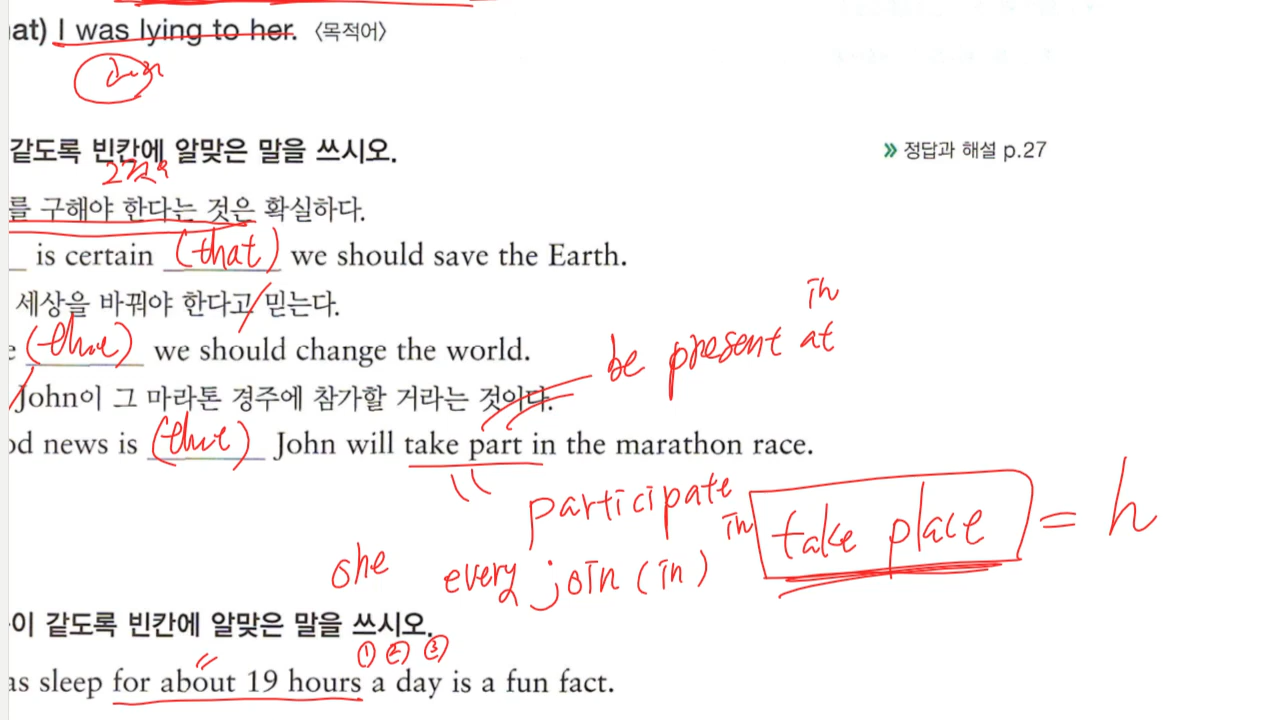 at) I was lying to her. 〈목적어〉
같도록 빈칸에 알맞은 말을 쓰시오.
» 정답과 해설 p.27
를 구해야 한다는 것은 확실하다.
is certain (that) we should save the Earth.
세상을 바꿔야 한다고 믿는다.
e (that) we should change the world.
in
be present at
John이 그 마라톤 경주에 참가할 거라는 것이다.
od news is (that) John will take part in the marathon race.
participate in
take place = h
one every join (in)
이 같도록 빈칸에 알맞은 말을 쓰시오.
① ② ③
as sleep for about 19 hours a day is a fun fact.